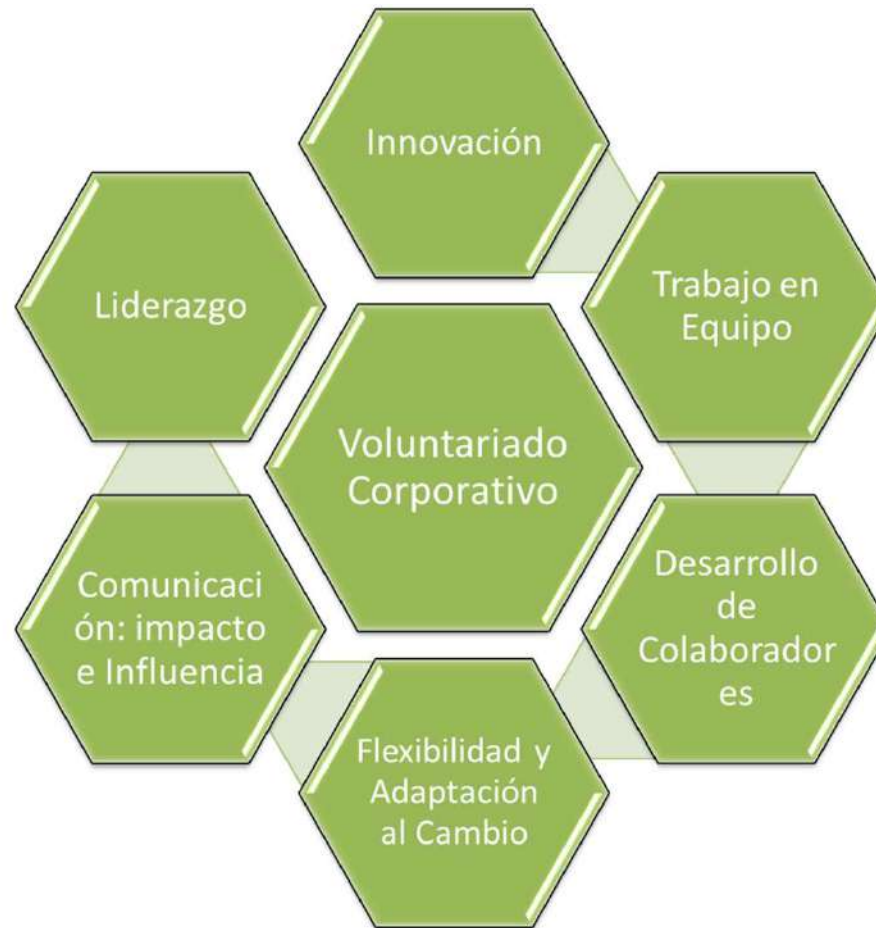 Innovación
Liderazgo
Trabajo en
Equipo
Voluntariado
Corporativo
Comunicaci
ón: impacto
e Influencia
Desarrollo
de
Colaborador
es
Flexibilidad y
Adaptación
al Cambio